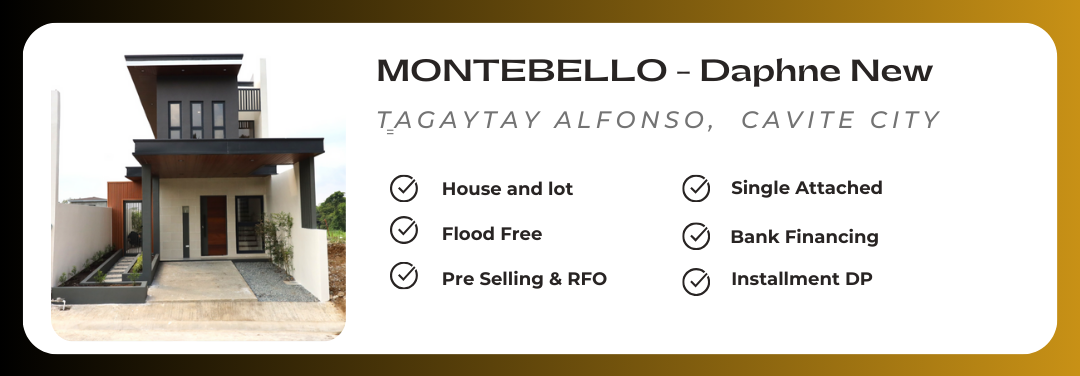 MONTEBELLO - Daphne New
TAGAYTAY ALFONSO, CAVITE CITY
House and lot
Single Attached
Flood Free
Bank Financing
Pre Selling & RFO
Installment DP